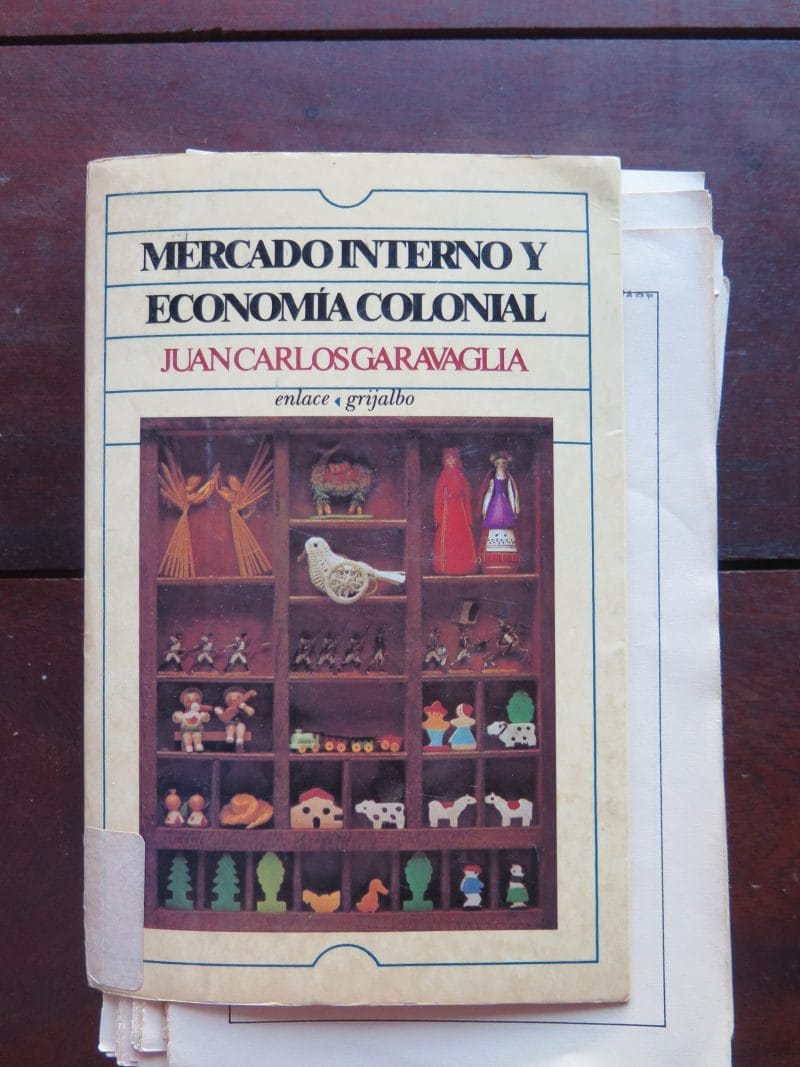 MERCADO INTERNO Y
ECONOMÍA COLONIAL
JUAN CARLOS GARAVAGLIA
enlace grijalbo